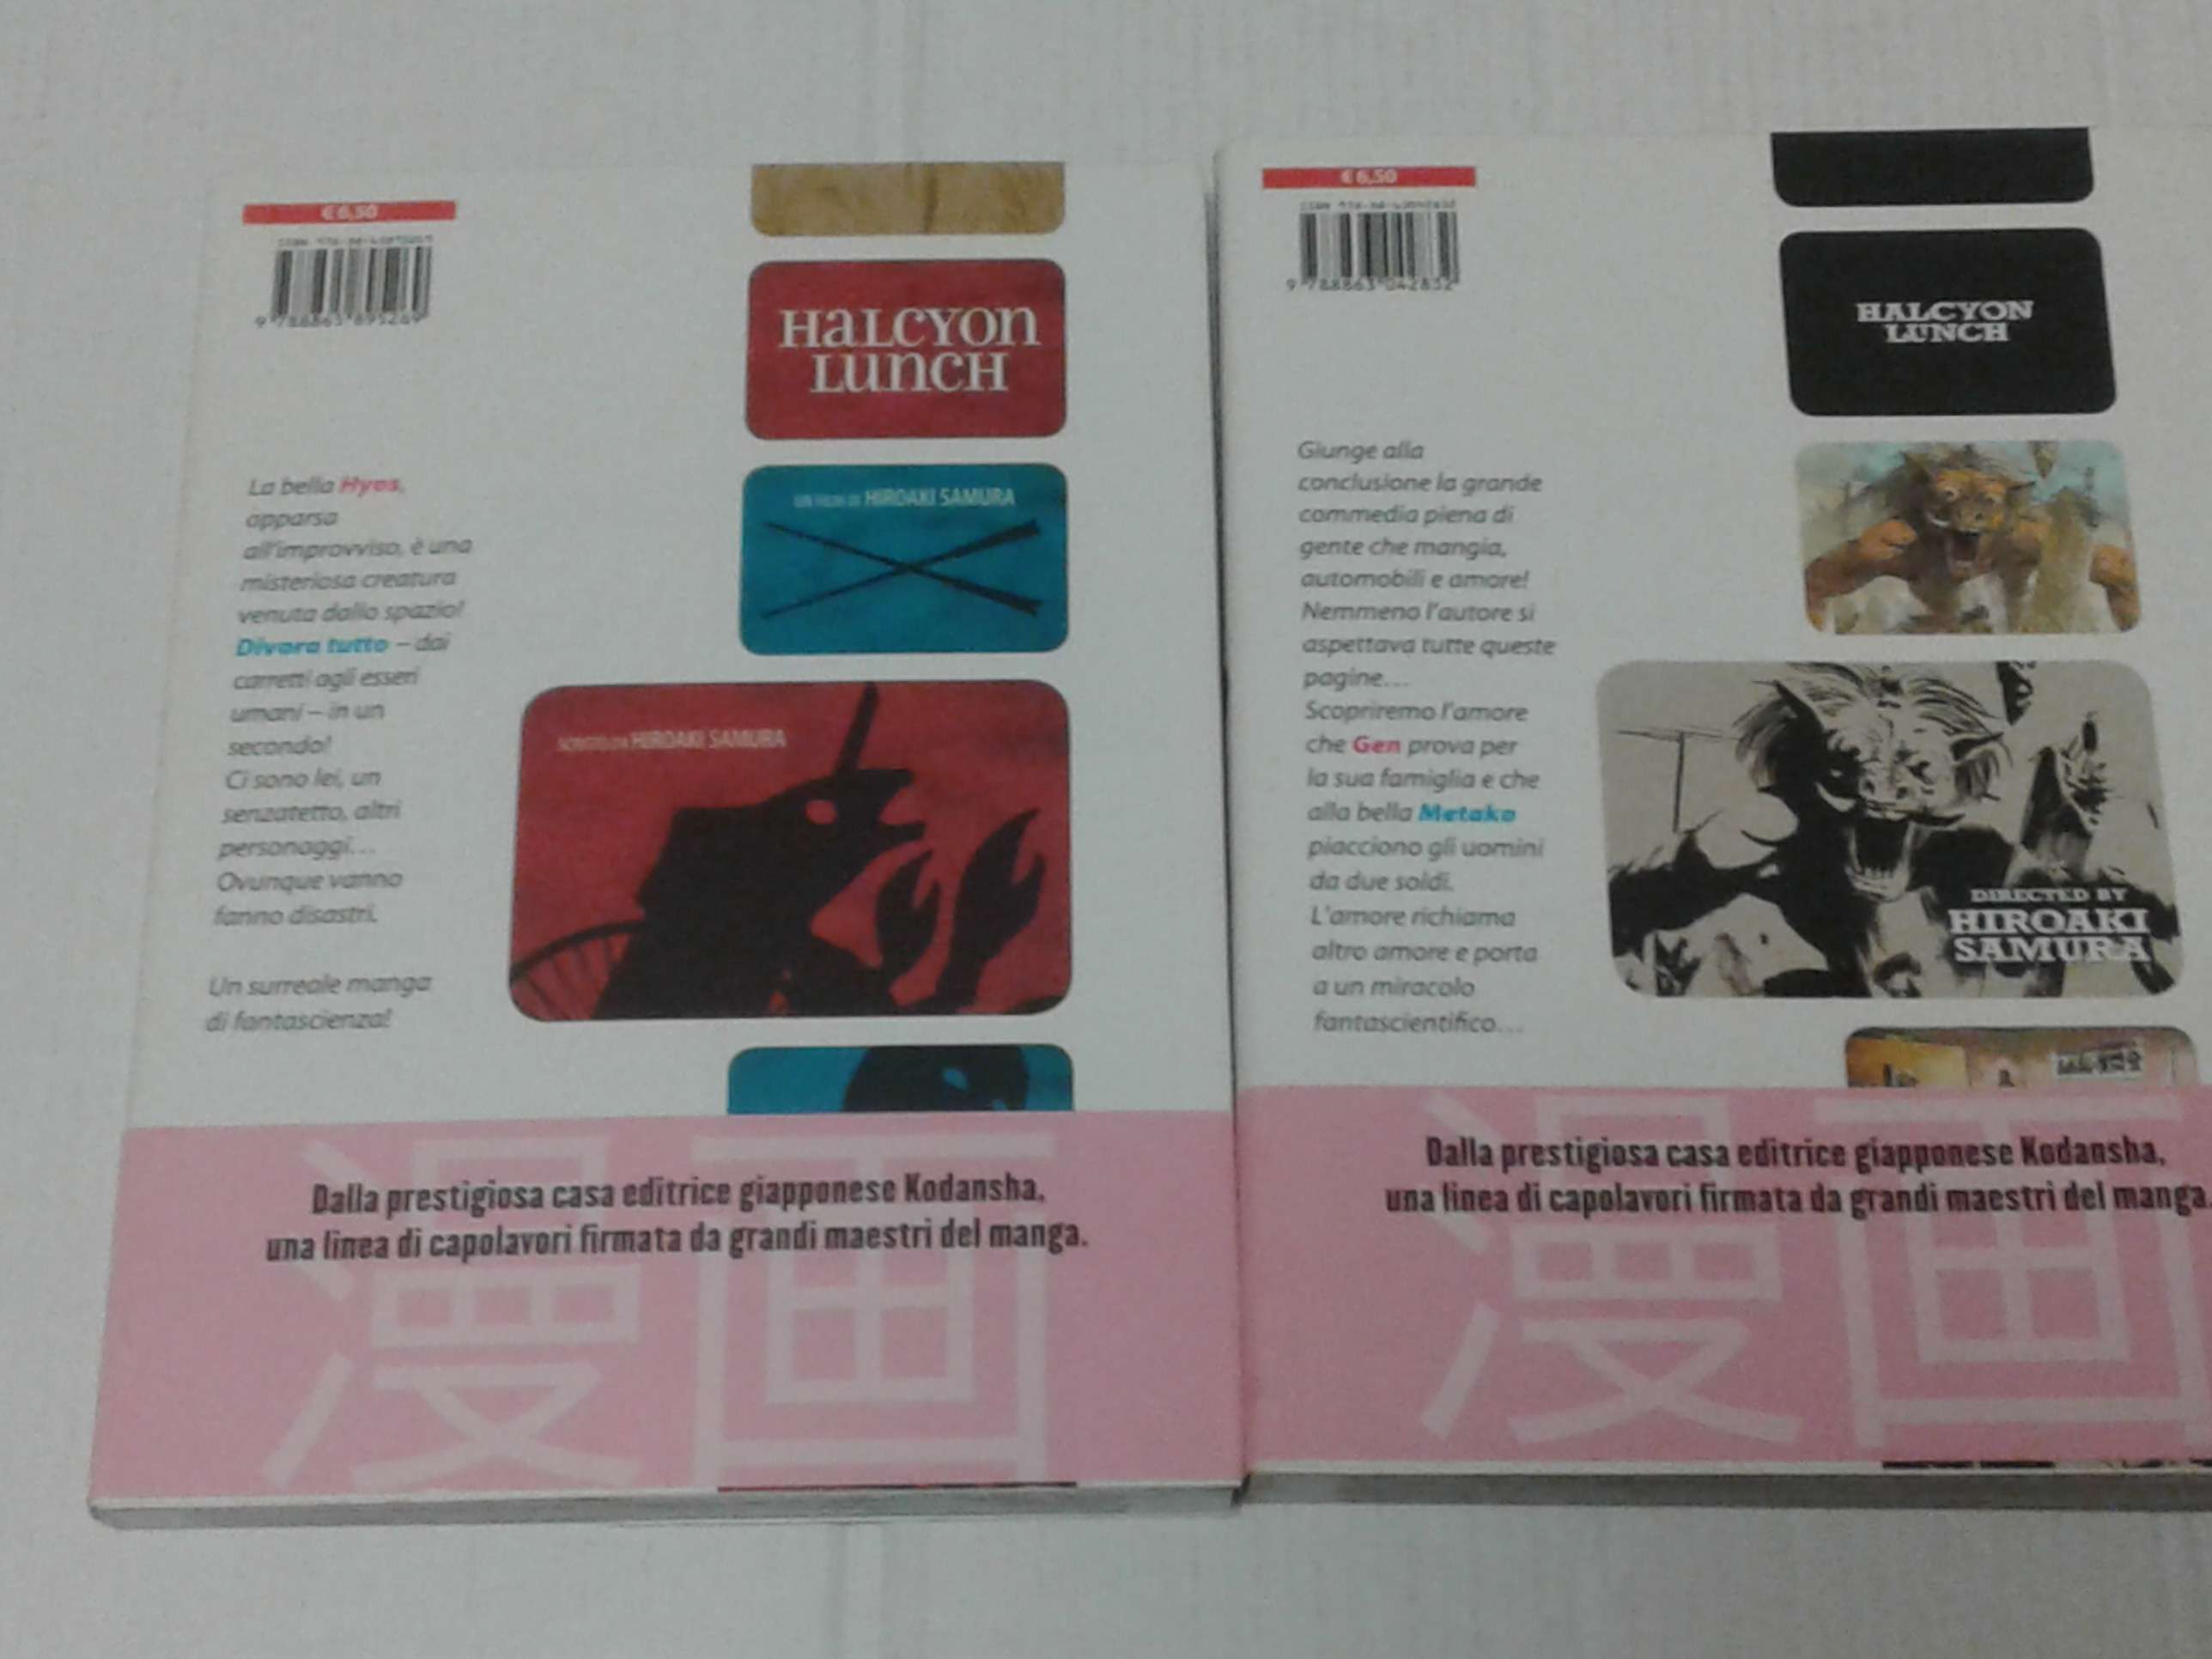 € 6,50
HALCYON
LUNCH
UN FILM DI HIROAKI SAMURA
SCRITTO DA HIROAKI SAMURA
La bella Hyos,
apparsa
all'improvviso, è una
misteriosa creatura
venuta dallo spazio!
Divora tutto – dai
carretti agli esseri
umani – in un
secondo!
Ci sono lei, un
senzatetto, altri
personaggi...
Ovunque vanno
fanno disastri.
Un surreale manga
di fantascienza!
漫画
Dalla prestigiosa casa editrice giapponese Kodansha,
una linea di capolavori firmata da grandi maestri del manga.
€ 6,50
9 788863 042832
HALCYON
LUNCH
Giunge alla
conclusione la grande
commedia piena di
gente che mangia,
automobili e amore!
Nemmeno l'autore si
aspettava tutte queste
pagine...
Scopriremo l'amore
che Gen prova per
la sua famiglia e che
alla bella Metako
piacciono gli uomini
da due soldi.
L'amore richiama
altro amore e porta
a un miracolo
fantascientifico...
DIRECTED BY
HIROAKI
SAMURA
漫画
Dalla prestigiosa casa editrice giapponese Kodansha,
una linea di capolavori firmata da grandi maestri del manga.